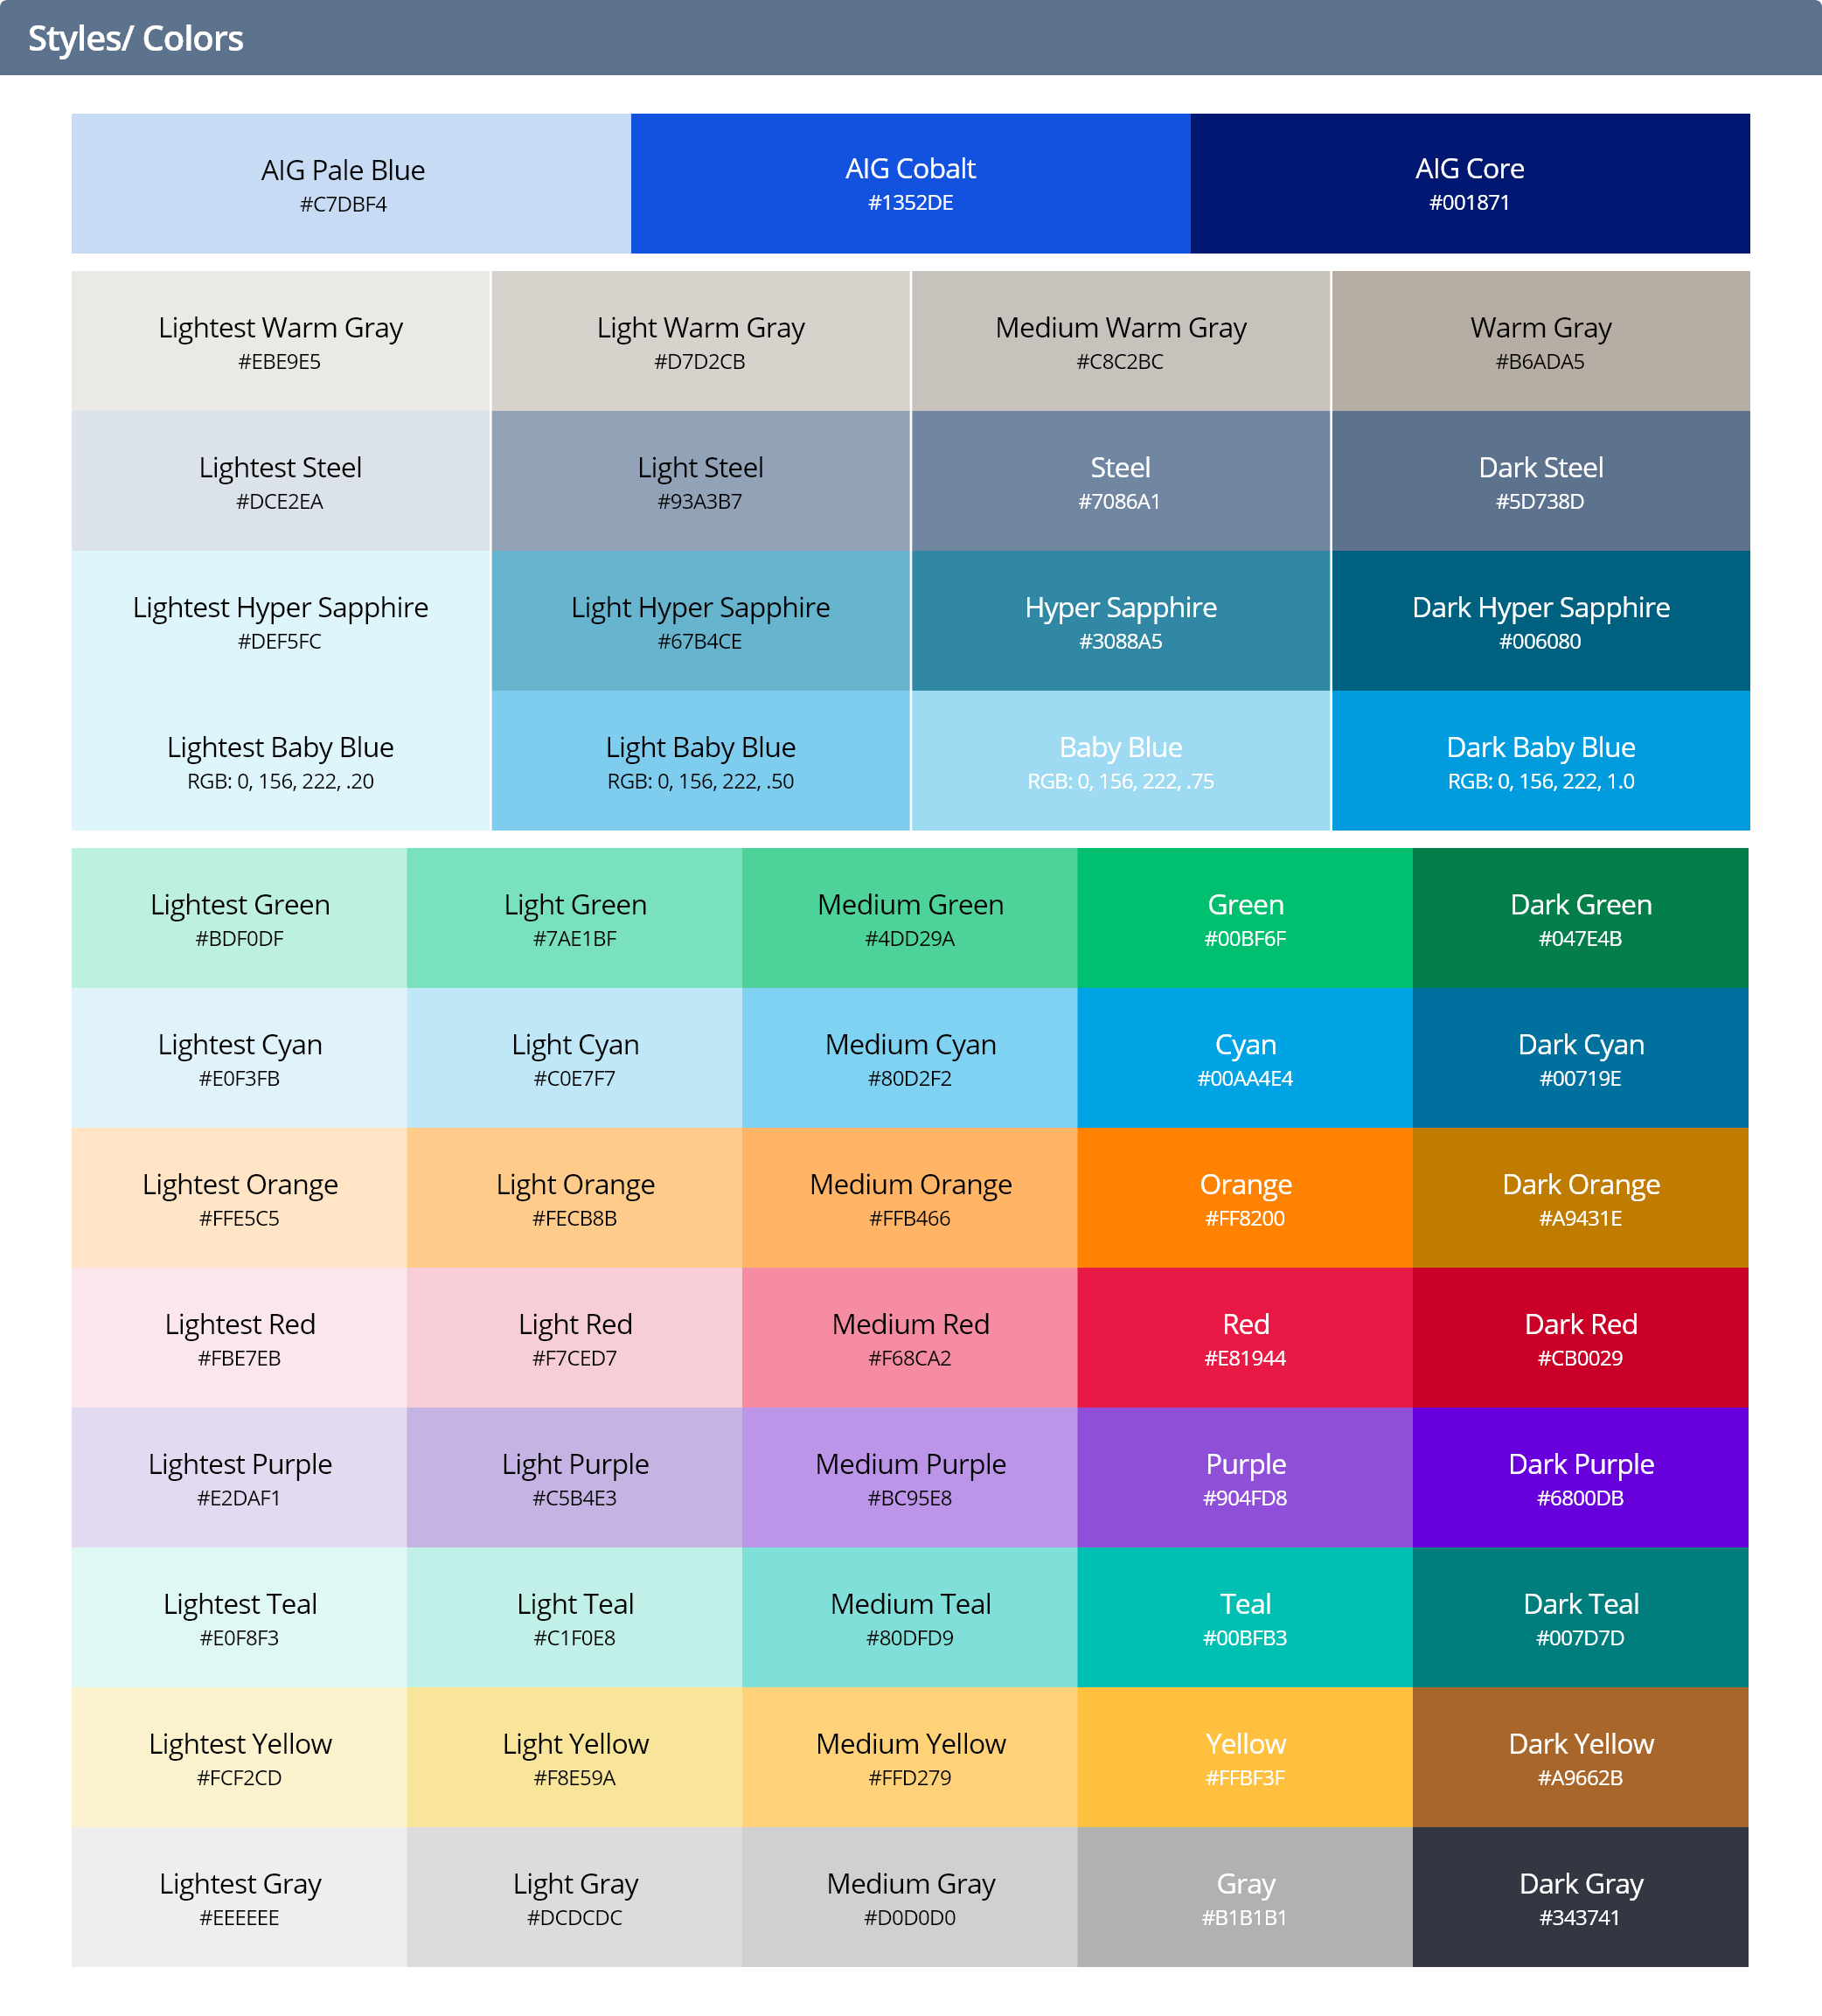 Styles/ Colors
AIG Pale Blue
#C7DBF4
AIG Cobalt
#1352DE
AIG Core
#001871
Lightest Warm Gray
#EBE9E5
Light Warm Gray
#D7D2CB
Medium Warm Gray
#C8C2BC
Warm Gray
#B6ADA5
Lightest Steel
#DCE2EA
Light Steel
#93A3B7
Steel
#7086A1
Dark Steel
#5D738D
Lightest Hyper Sapphire
#DEF5FC
Light Hyper Sapphire
#67B4CE
Hyper Sapphire
#3088A5
Dark Hyper Sapphire
#006080
Lightest Baby Blue
RGB: 0, 156, 222, .20
Light Baby Blue
RGB: 0, 156, 222, .50
Baby Blue
RGB: 0, 156, 222, .75
Dark Baby Blue
RGB: 0, 156, 222, 1.0
Lightest Green
#BDF0DF
Light Green
#7AE1BF
Medium Green
#4DD29A
Green
#00BF6F
Dark Green
#047E4B
Lightest Cyan
#E0F3FB
Light Cyan
#C0E7F7
Medium Cyan
#80D2F2
Cyan
#00AA4E4
Dark Cyan
#00719E
Lightest Orange
#FFE5C5
Light Orange
#FECB8B
Medium Orange
#FFB466
Orange
#FF8200
Dark Orange
#A9431E
Lightest Red
#FBE7EB
Light Red
#F7CED7
Medium Red
#F68CA2
Red
#E81944
Dark Red
#CB0029
Lightest Purple
#E2DAF1
Light Purple
#C5B4E3
Medium Purple
#BC95E8
Purple
#904FD8
Dark Purple
#6800DB
Lightest Teal
#E0F8F3
Light Teal
#C1F0E8
Medium Teal
#80DFD9
Teal
#00BFB3
Dark Teal
#007D7D
Lightest Yellow
#FCF2CD
Light Yellow
#F8E59A
Medium Yellow
#FFD279
Yellow
#FFBF3F
Dark Yellow
#A9662B
Lightest Gray
#EEEEEE
Light Gray
#DCDCDC
Medium Gray
#D0D0D0
Gray
#B1B1B1
Dark Gray
#343741